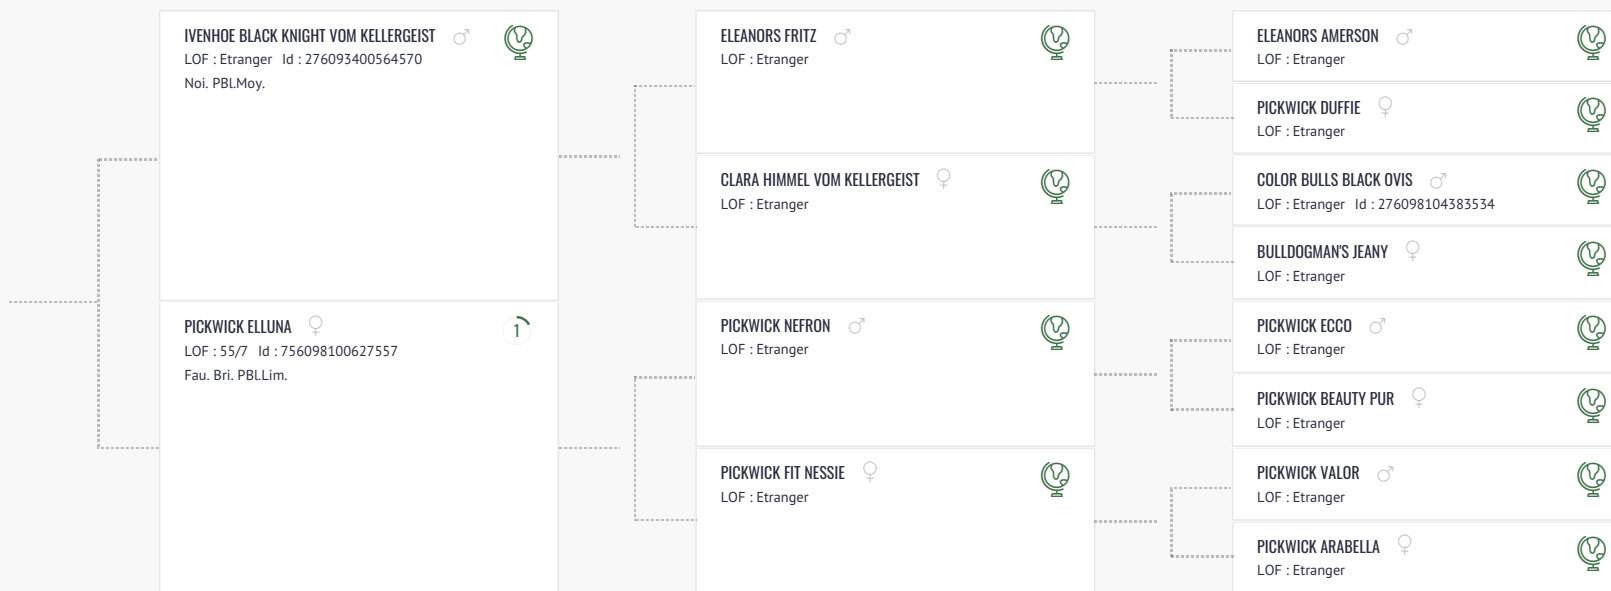 IVENHOE BLACK KNIGHT VOM KELLERGEIST
LOF : Etranger Id : 276093400564570
Noi. PBl.Moy.
PICKWICK ELLUNA
1
LOF : 55/7 Id : 756098100627557
Fau. Bri. PBl.Lim.
ELEANORS FRITZ
LOF : Etranger
CLARA HIMMEL VOM KELLERGEIST
LOF : Etranger
PICKWICK NEFRON
LOF : Etranger
PICKWICK FIT NESSIE
LOF : Etranger
ELEANORS AMERSON
LOF : Etranger
PICKWICK DUFFIE
LOF : Etranger
COLOR BULLS BLACK OVIS
LOF : Etranger Id : 276098104383534
BULLDOGMAN'S JEANY
LOF : Etranger
PICKWICK ECCO
LOF : Etranger
PICKWICK BEAUTY PUR
LOF : Etranger
PICKWICK VALOR
LOF : Etranger
PICKWICK ARABELLA
LOF : Etranger